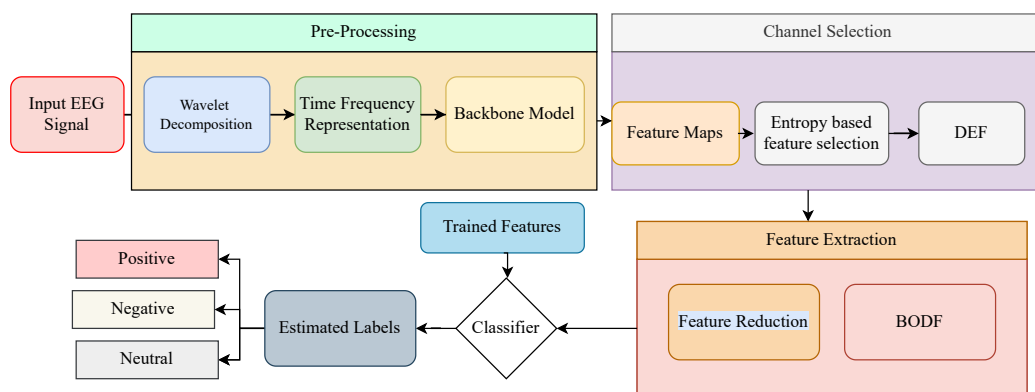 Pre-Processing
Channel Selection
Input EEG
Signal
Wavelet
Decomposition
Time Frequency
Representation
Backbone Model
Feature Maps
Entropy based
feature selection
DEF
Trained Features
Feature Extraction
Positive
Negative
Neutral
Estimated Labels
Classifier
Feature Reduction
BODF